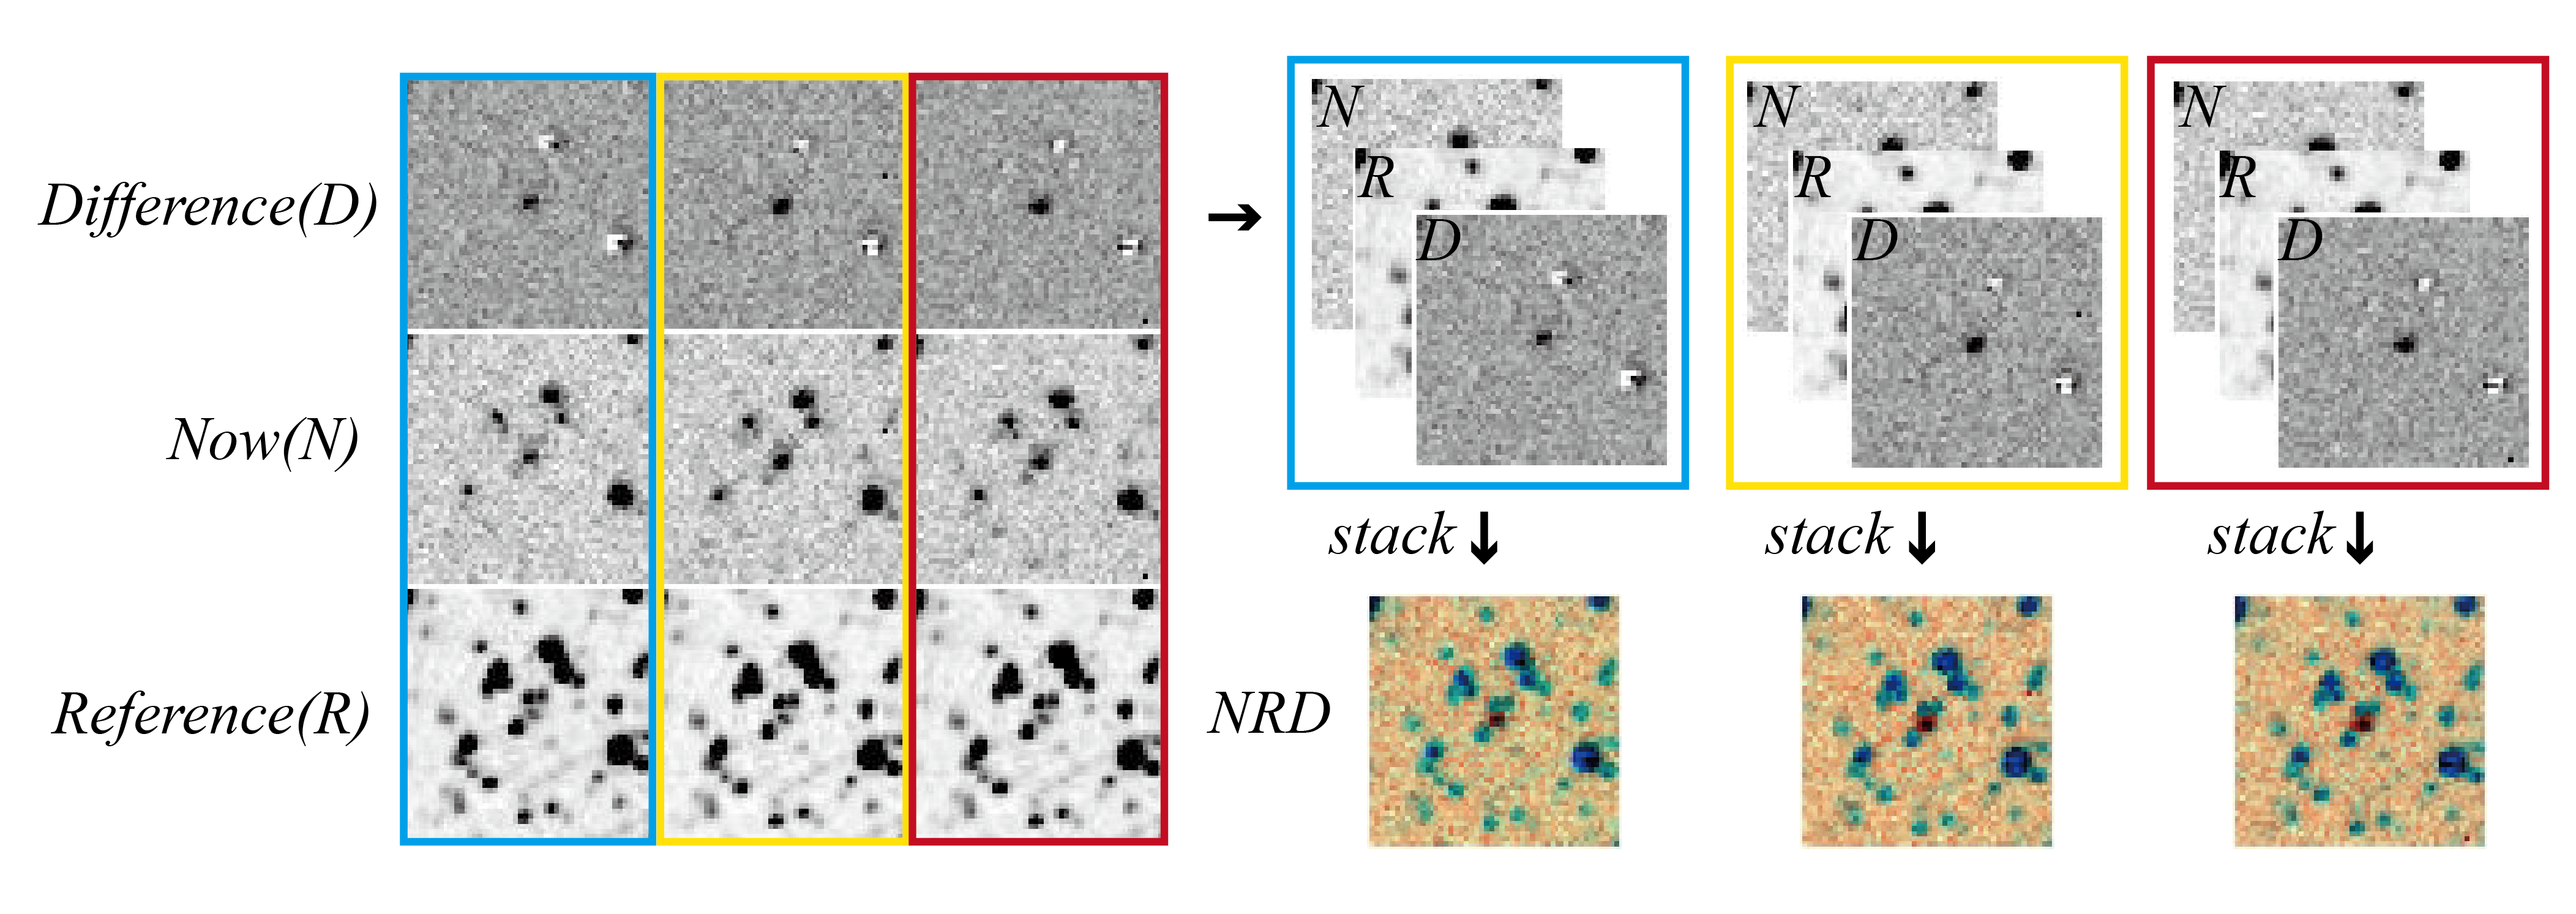 Difference(D)
Now(N)
Reference(R)
→
N
R
D
N
R
D
N
R
D
stack ↓
stack ↓
stack ↓
NRD